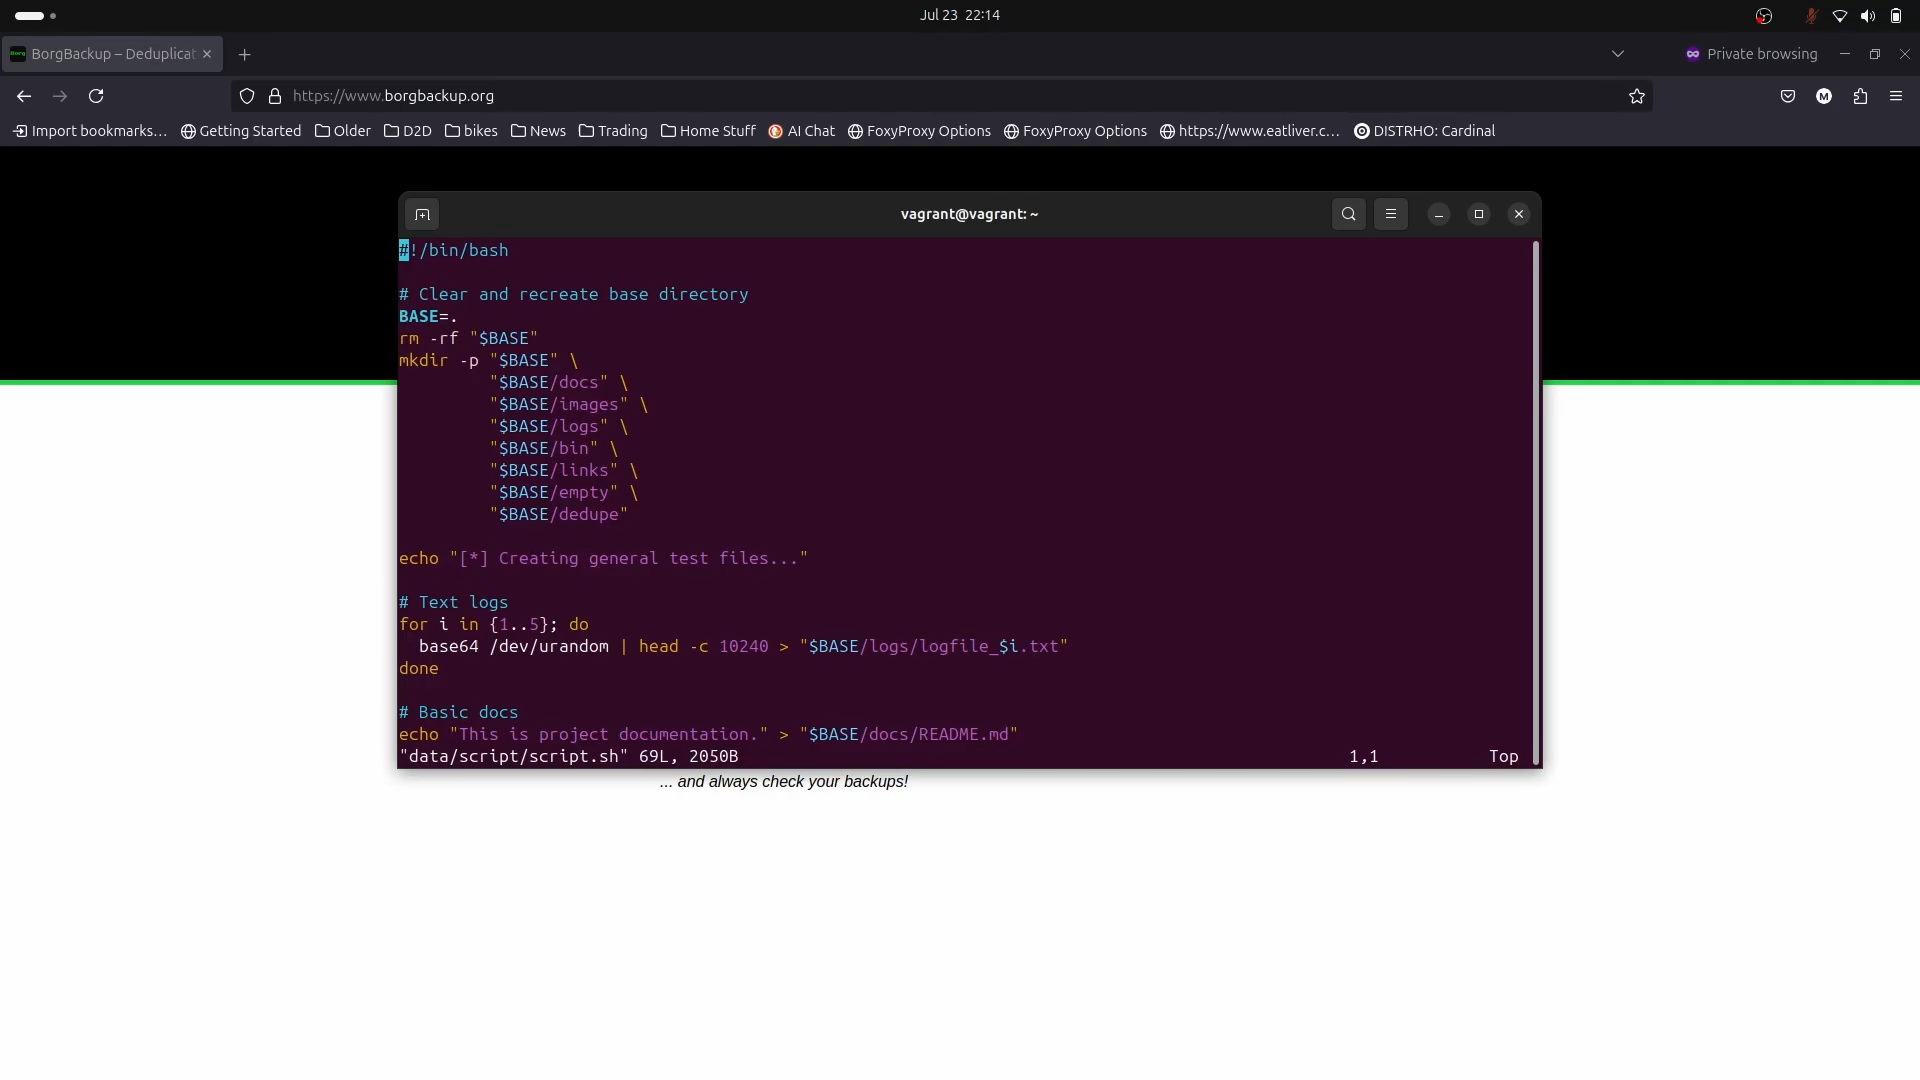 Jul 23 22:14
BorgBackup – Deduplicat
Private browsing
https://www.borgbackup.org
M
Import bookmarks… Getting Started Older D2D bikes News Trading Home Stuff AI Chat FoxyProxy Options FoxyProxy Options https://www.eatliver.c… DISTRHO: Cardinal
vagrant@vagrant: ~
#!/bin/bash
# Clear and recreate base directory
BASE=.
rm -rf "$BASE"
mkdir -p "$BASE" \
"$BASE/docs" \
"$BASE/images" \
"$BASE/logs" \
"$BASE/bin" \
"$BASE/links" \
"$BASE/empty" \
"$BASE/dedupe"
echo "[*] Creating general test files..."
# Text logs
for i in {1..5}; do
base64 /dev/urandom | head -c 10240 > "$BASE/logs/logfile_$i.txt"
done
# Basic docs
echo "This is project documentation." > "$BASE/docs/README.md"
"data/script/script.sh" 69L, 2050B 1,1 Top
... and always check your backups!